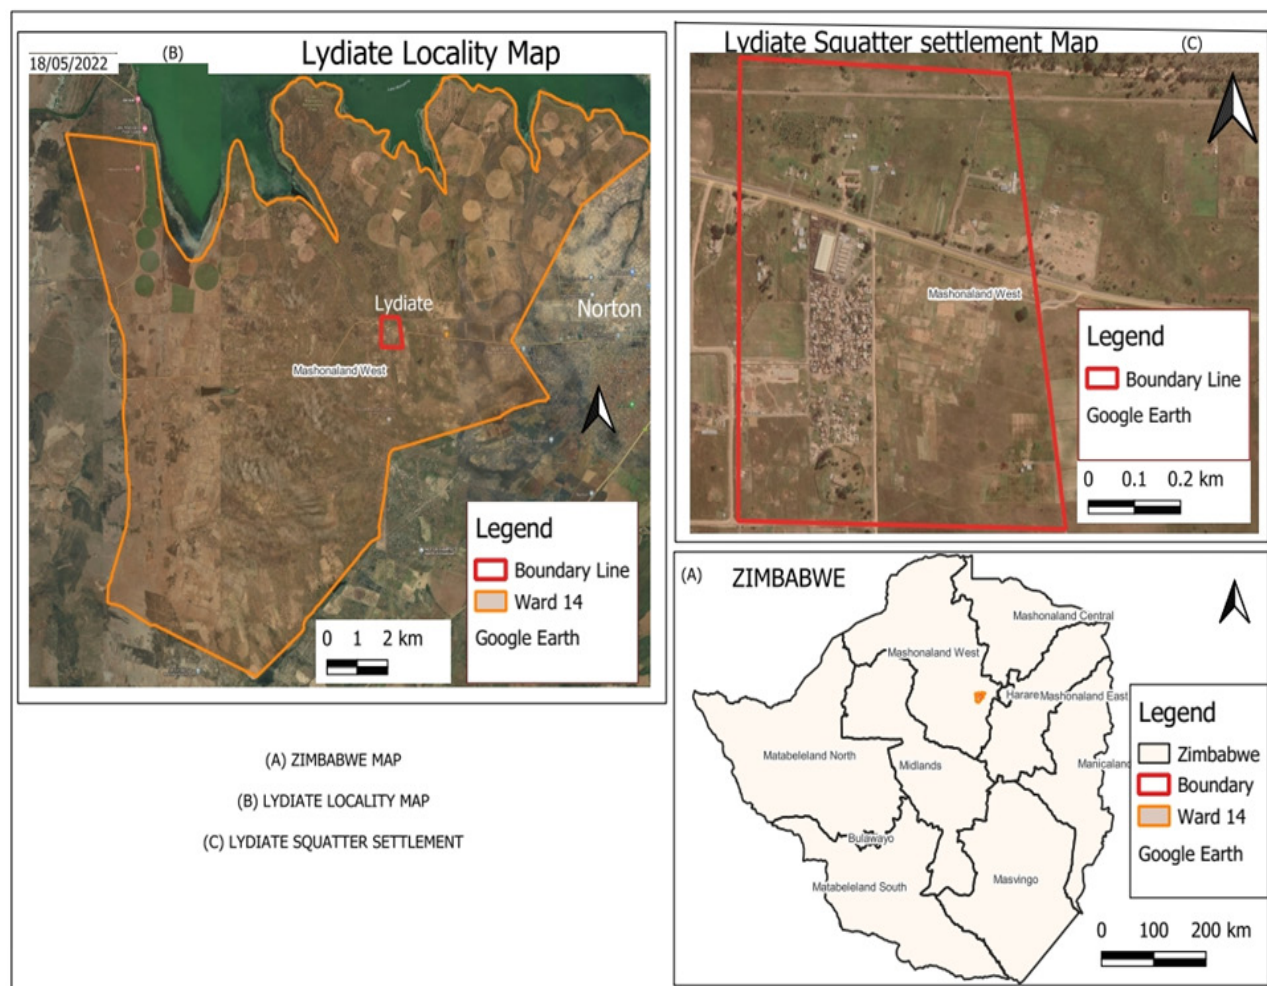 18/05/2022
(B)
Lydiate Locality Map
Lydiate
Norton
Mashonaland West
Legend
Boundary Line
Ward 14
Google Earth
0 1 2 km
Lydiate Squatter settlement Map
(C)
Mashonaland West
Legend
Boundary Line
Google Earth
0 0.1 0.2 km
(A) ZIMBABWE MAP
(B) LYDIATE LOCALITY MAP
(C) LYDIATE SQUATTER SETTLEMENT
(A)
ZIMBABWE
Mashonaland Central
Mashonaland West
Harare
Mashonaland East
Matabeleland North
Midlands
Manicaland
Bulawayo
Matabeleland South
Masvingo
Legend
Zimbabwe
Boundary
Ward 14
Google Earth
0 100 200 km